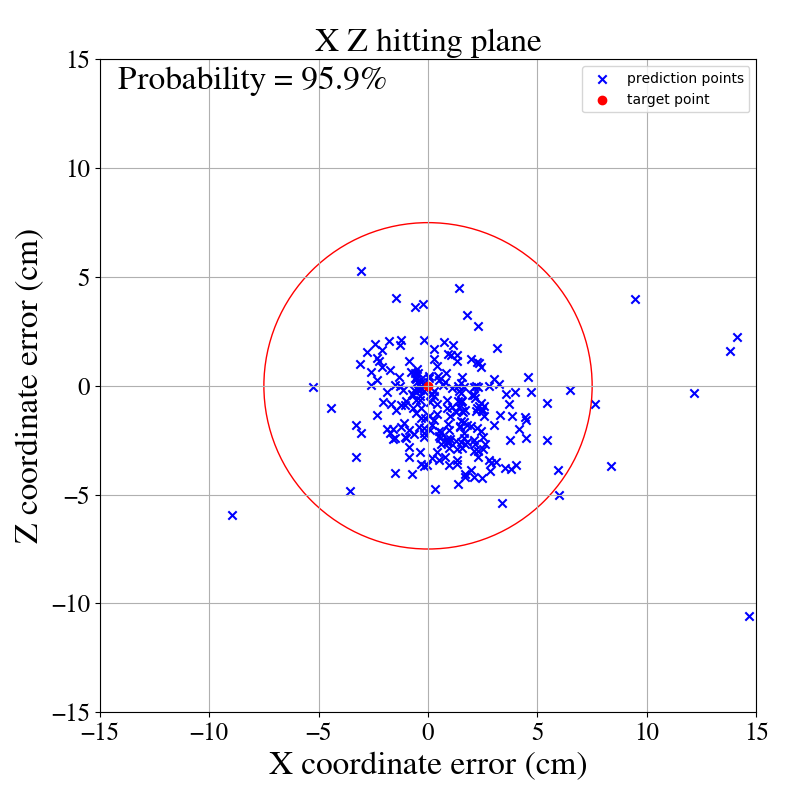 X Z hitting plane
Probability = 95.9%
prediction points
target point
15
10
5
0
−5
−10
−15
Z coordinate error (cm)
−15 −10 −5 0 5 10 15
X coordinate error (cm)